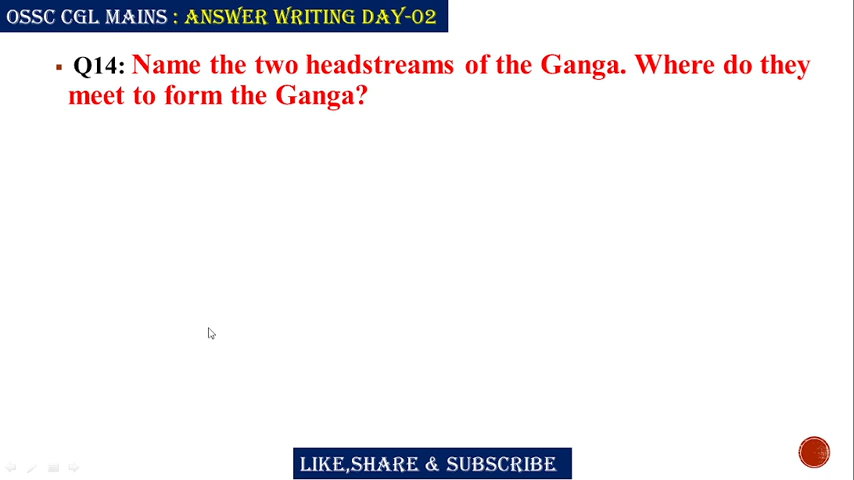 OSSC CGL MAINS : ANSWER WRITING DAY-02
▪ Q14: Name the two headstreams of the Ganga. Where do they
meet to form the Ganga?
LIKE,SHARE & SUBSCRIBE